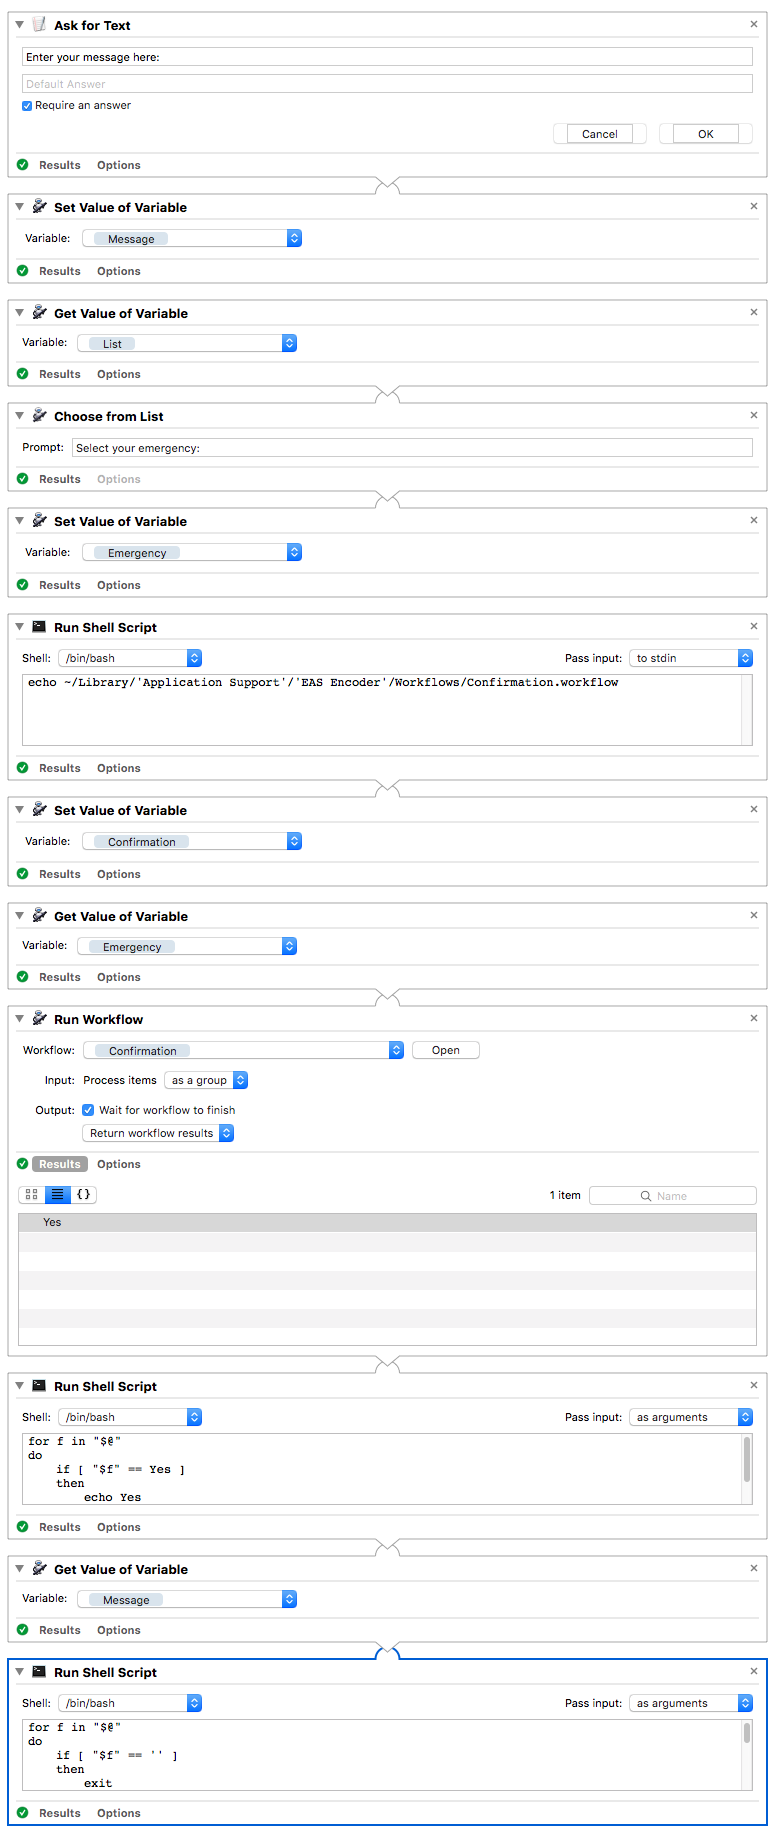 Ask for Text
Enter your message here:
Default Answer
Require an answer
Cancel OK
Results Options
Set Value of Variable
Variable: Message
Results Options
Get Value of Variable
Variable: List
Results Options
Choose from List
Prompt: Select your emergency:
Results Options
Set Value of Variable
Variable: Emergency
Results Options
Run Shell Script
Shell: /bin/bash Pass input: to stdin
echo ~/Library/'Application Support'/'EAS Encoder'/Workflows/Confirmation.workflow
Results Options
Set Value of Variable
Variable: Confirmation
Results Options
Get Value of Variable
Variable: Emergency
Results Options
Run Workflow
Workflow: Confirmation Open
Input: Process items as a group
Output: Wait for workflow to finish
Return workflow results
Results Options
{} 1 item Name
Yes
Run Shell Script
Shell: /bin/bash Pass input: as arguments
for f in "$@"
do
if [ "$f" == Yes ]
then
echo Yes
Results Options
Get Value of Variable
Variable: Message
Results Options
Run Shell Script
Shell: /bin/bash Pass input: as arguments
for f in "$@"
do
if [ "$f" == '' ]
then
exit
Results Options